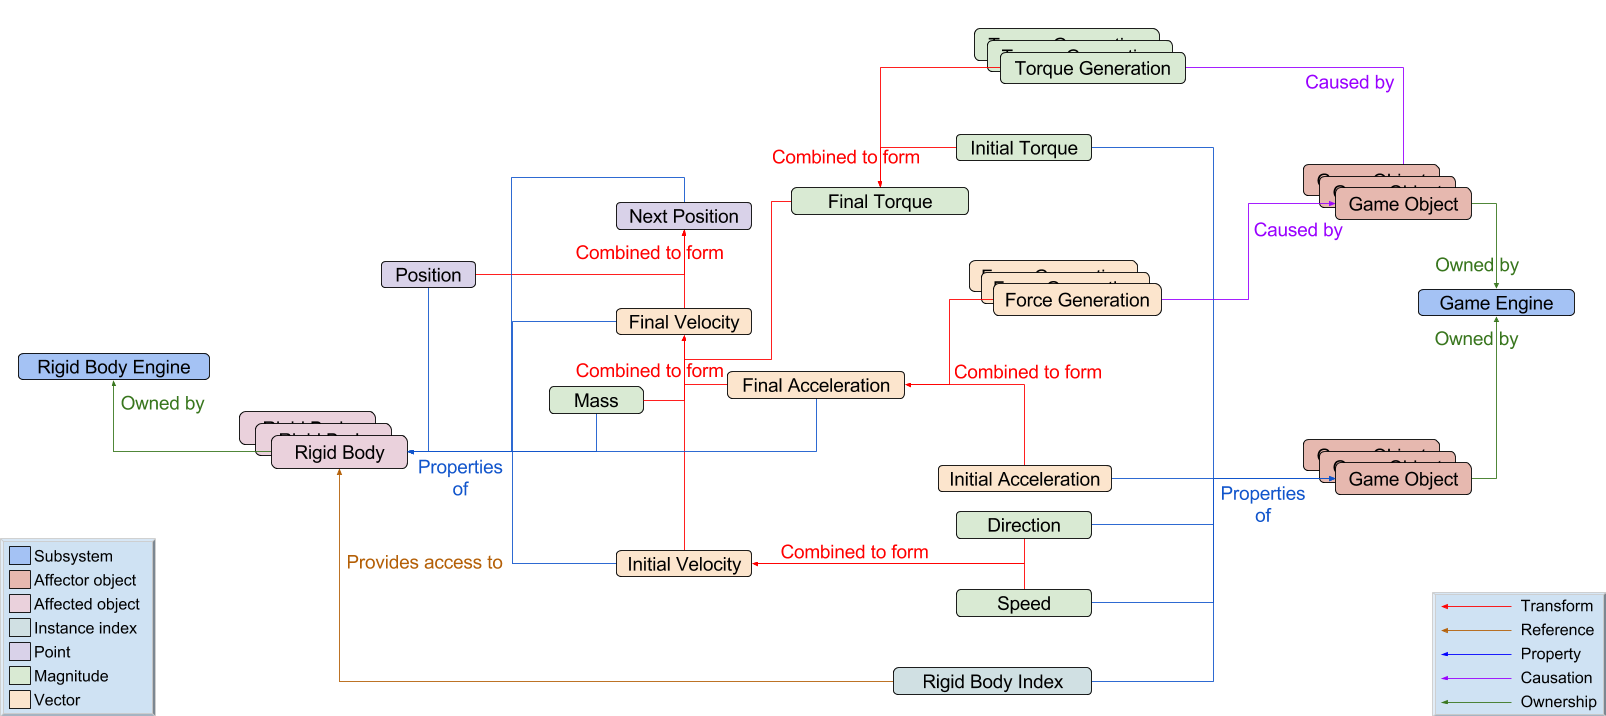 Torque Generation
Caused by
Initial Torque
Combined to form
Final Torque
Game Object
Next Position
Caused by
Combined to form
Position
Owned by
Force Generation
Game Engine
Final Velocity
Owned by
Rigid Body Engine
Combined to form
Combined to form
Final Acceleration
Mass
Owned by
Rigid Body
Properties
of
Initial Acceleration
Game Object
Properties
of
Direction
Combined to form
Provides access to
Initial Velocity
Speed
Rigid Body Index
Subsystem
Affector object
Affected object
Instance index
Point
Magnitude
Vector
Transform
Reference
Property
Causation
Ownership